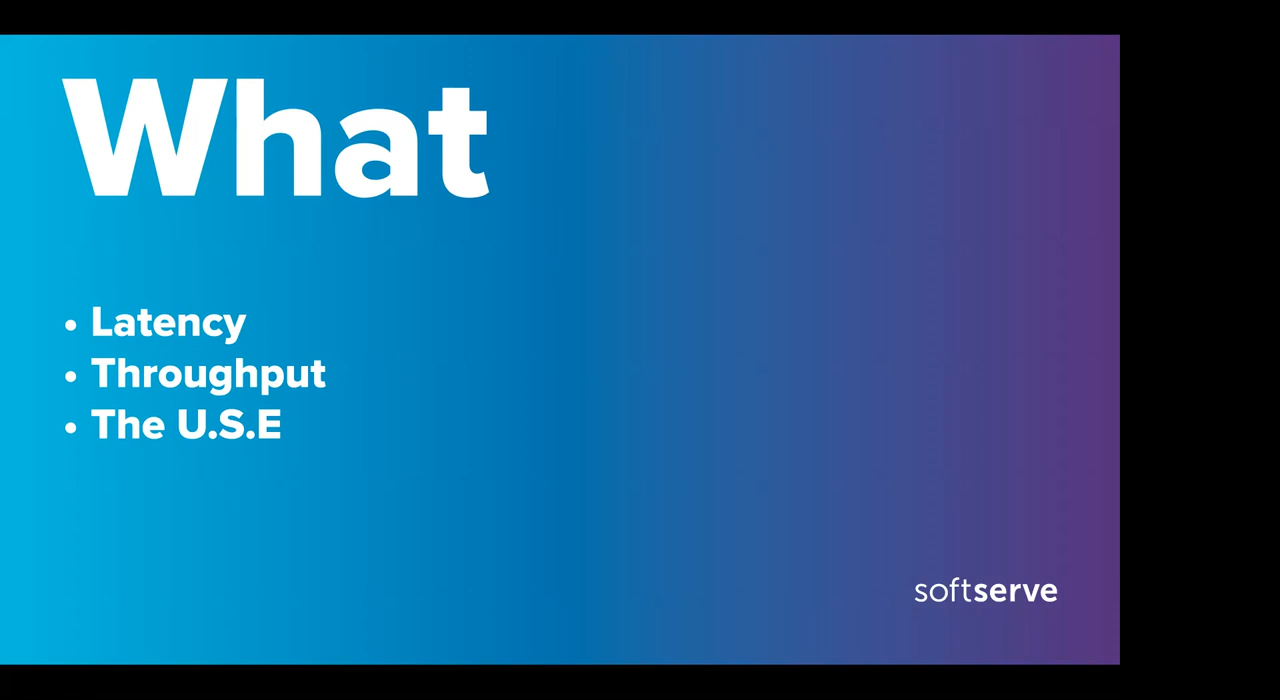 What
• Latency
• Throughput
• The U.S.E
softserve